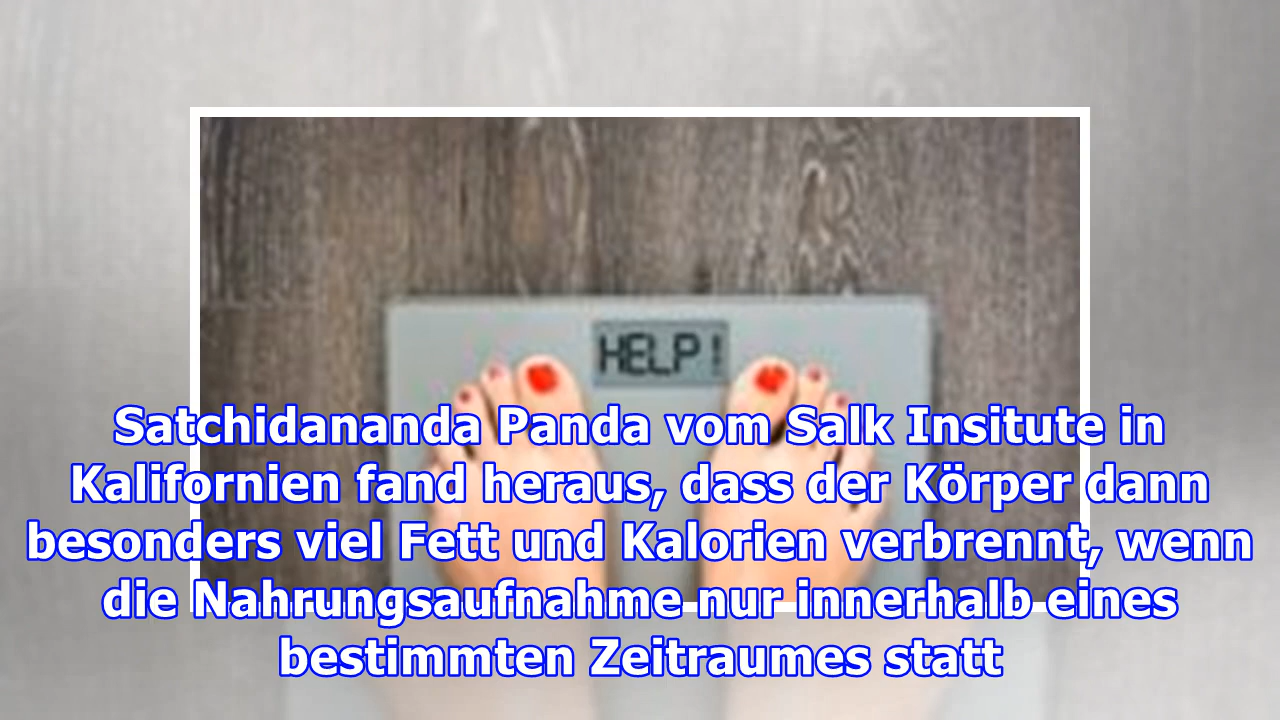 HELP!
Satchidananda Panda vom Salk Insitute in
Kalifornien fand heraus, dass der Körper dann
besonders viel Fett und Kalorien verbrennt, wenn
die Nahrungsaufnahme nur innerhalb eines
bestimmten Zeitraumes statt